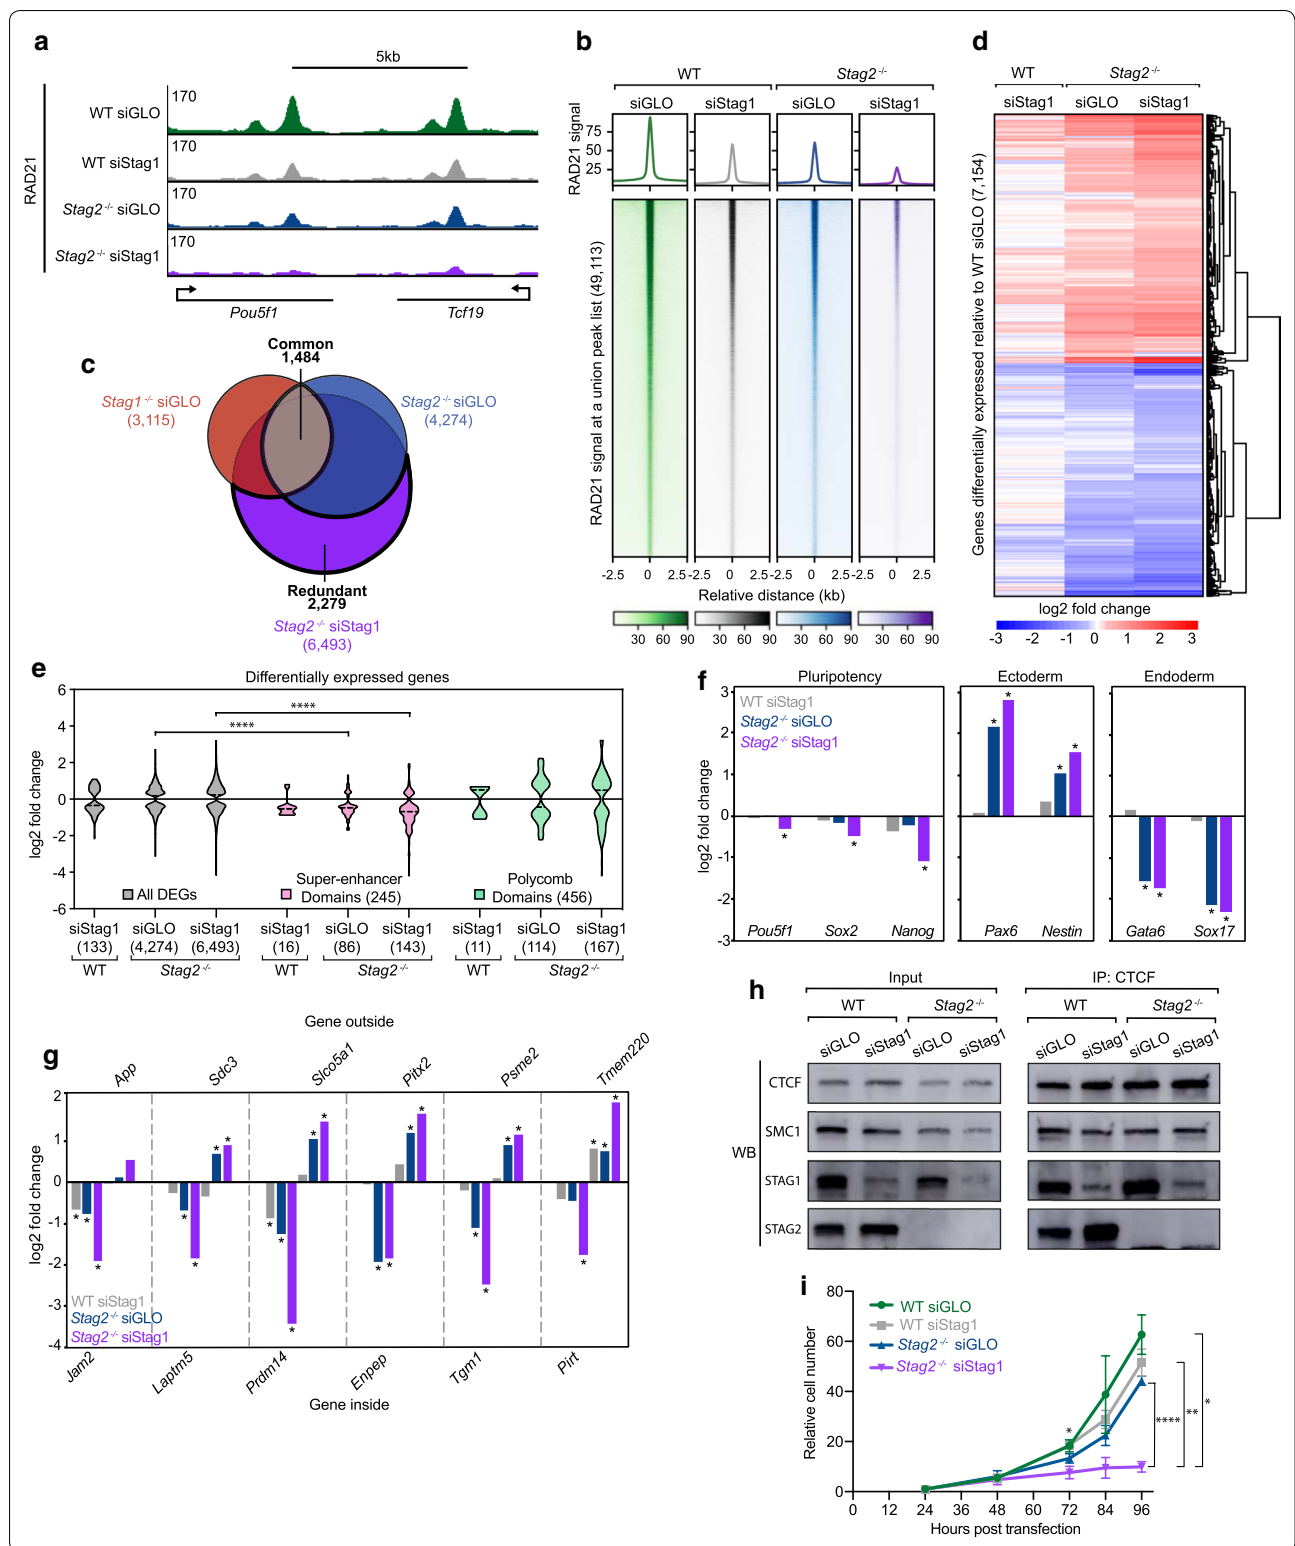 a
5kb
RAD21
170
WT siGLO
170
WT siStag1
170
Stag2-/- siGLO
170
Stag2-/- siStag1
Pou5f1
Tcf19
b
WT
Stag2-/-
siGLO
siStag1
siGLO
siStag1
RAD21 signal
75
50
25
RAD21 signal at a union peak list (49,113)
-2.5 0 2.5
-2.5 0 2.5
-2.5 0 2.5
-2.5 0 2.5
Relative distance (kb)
30 60 90
30 60 90
30 60 90
30 60 90
c
Common
1,484
Stag1-/- siGLO
(3,115)
Stag2-/- siGLO
(4,274)
Redundant
2,279
Stag2-/- siStag1
(6,493)
d
WT
Stag2-/-
siStag1
siGLO
siStag1
Genes differentially expressed relative to WT siGLO (7,154)
log2 fold change
-3 -2 -1 0 1 2 3
e
Differentially expressed genes
log2 fold change
6
4
2
0
-2
-4
-6
****
****
All DEGs
Super-enhancer
Domains (245)
Polycomb
Domains (456)
siStag1 siGLO siStag1 siStag1 siGLO siStag1 siStag1 siGLO siStag1
(133) (4,274) (6,493) (16) (86) (143) (11) (114) (167)
WT Stag2-/- WT Stag2-/- WT Stag2-/-
f
Pluripotency
Ectoderm
Endoderm
log2 fold change
3
2
1
0
-1
-2
-3
WT siStag1
Stag2-/- siGLO
Stag2-/- siStag1
* * *
* * * *
* * * *
Pou5f1 Sox2 Nanog
Pax6 Nestin
Gata6 Sox17
g
Gene outside
App Sdc3 Slco5a1 Pitx2 Psme2 Tmem220
log2 fold change
2
1
0
-1
-2
-3
-4
* * * * * * * * * * *
* * * * * * * * * * * * *
WT siStag1
Stag2-/- siGLO
Stag2-/- siStag1
Jam2 Laptm5 Prdm14 Enpep Tgm1 Pirt
Gene inside
h
Input
IP: CTCF
WT
Stag2-/-
WT
Stag2-/-
siGLO siStag1 siGLO siStag1
siGLO siStag1 siGLO siStag1
WB
CTCF
SMC1
STAG1
STAG2
i
Relative cell number
80
60
40
20
0
WT siGLO
WT siStag1
Stag2-/- siGLO
Stag2-/- siStag1
*
****
**
*
0 12 24 36 48 60 72 84 96
Hours post transfection